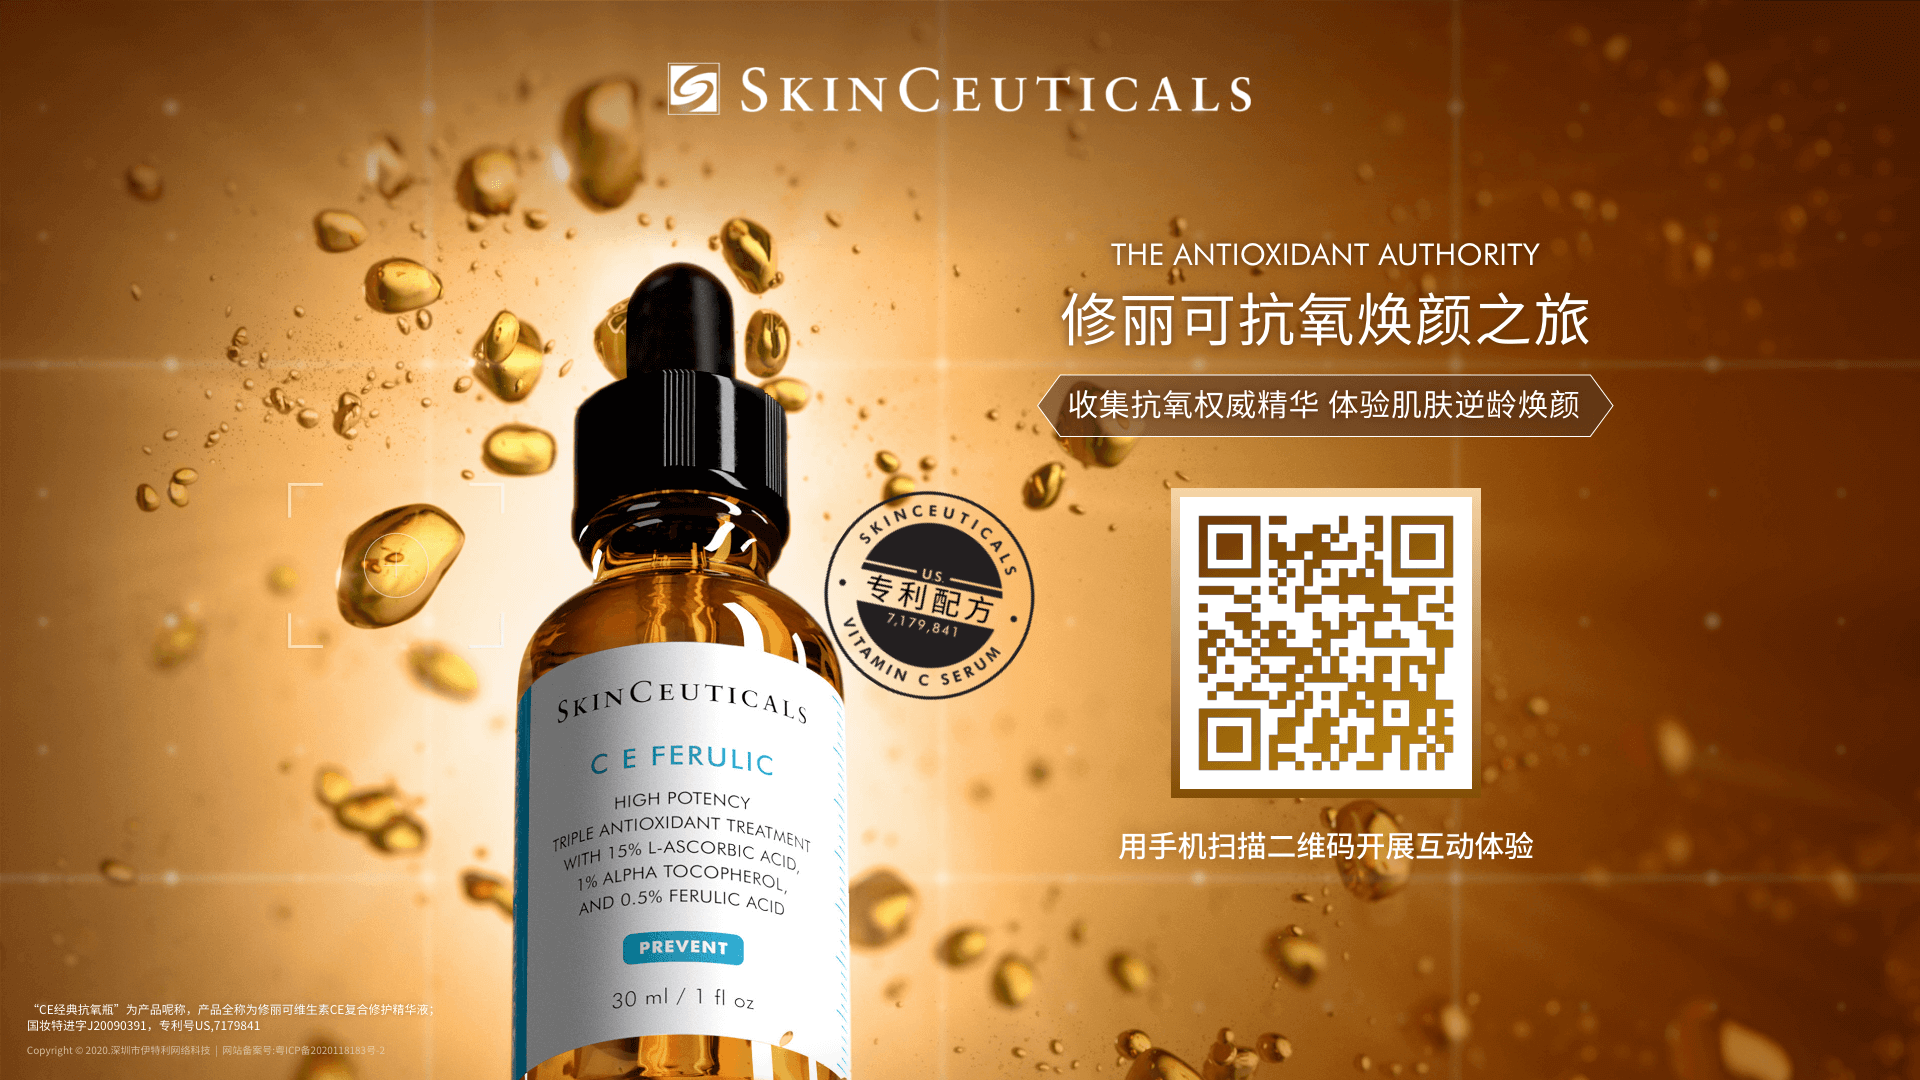 SKINCEUTICALS
THE ANTIOXIDANT AUTHORITY
修丽可抗氧焕颜之旅
收集抗氧权威精华 体验肌肤逆龄焕颜
SKINCEUTICALS
U.S.
专利配方
7,179,841
VITAMIN C SERUM
SKINCEUTICALS
C E FERULIC
HIGH POTENCY
TRIPLE ANTIOXIDANT TREATMENT
WITH 15% L-ASCORBIC ACID,
1% ALPHA TOCOPHEROL,
AND 0.5% FERULIC ACID
PREVENT
30 ml / 1 fl oz
用手机扫描二维码开展互动体验
“CE经典抗氧瓶”为产品昵称，产品全称为修丽可维生素CE复合修护精华液；
国妆特进字J20090391，专利号US,7179841
Copyright © 2020.深圳市伊特利网络科技 | 网站备案号:粤ICP备2020118183号-2